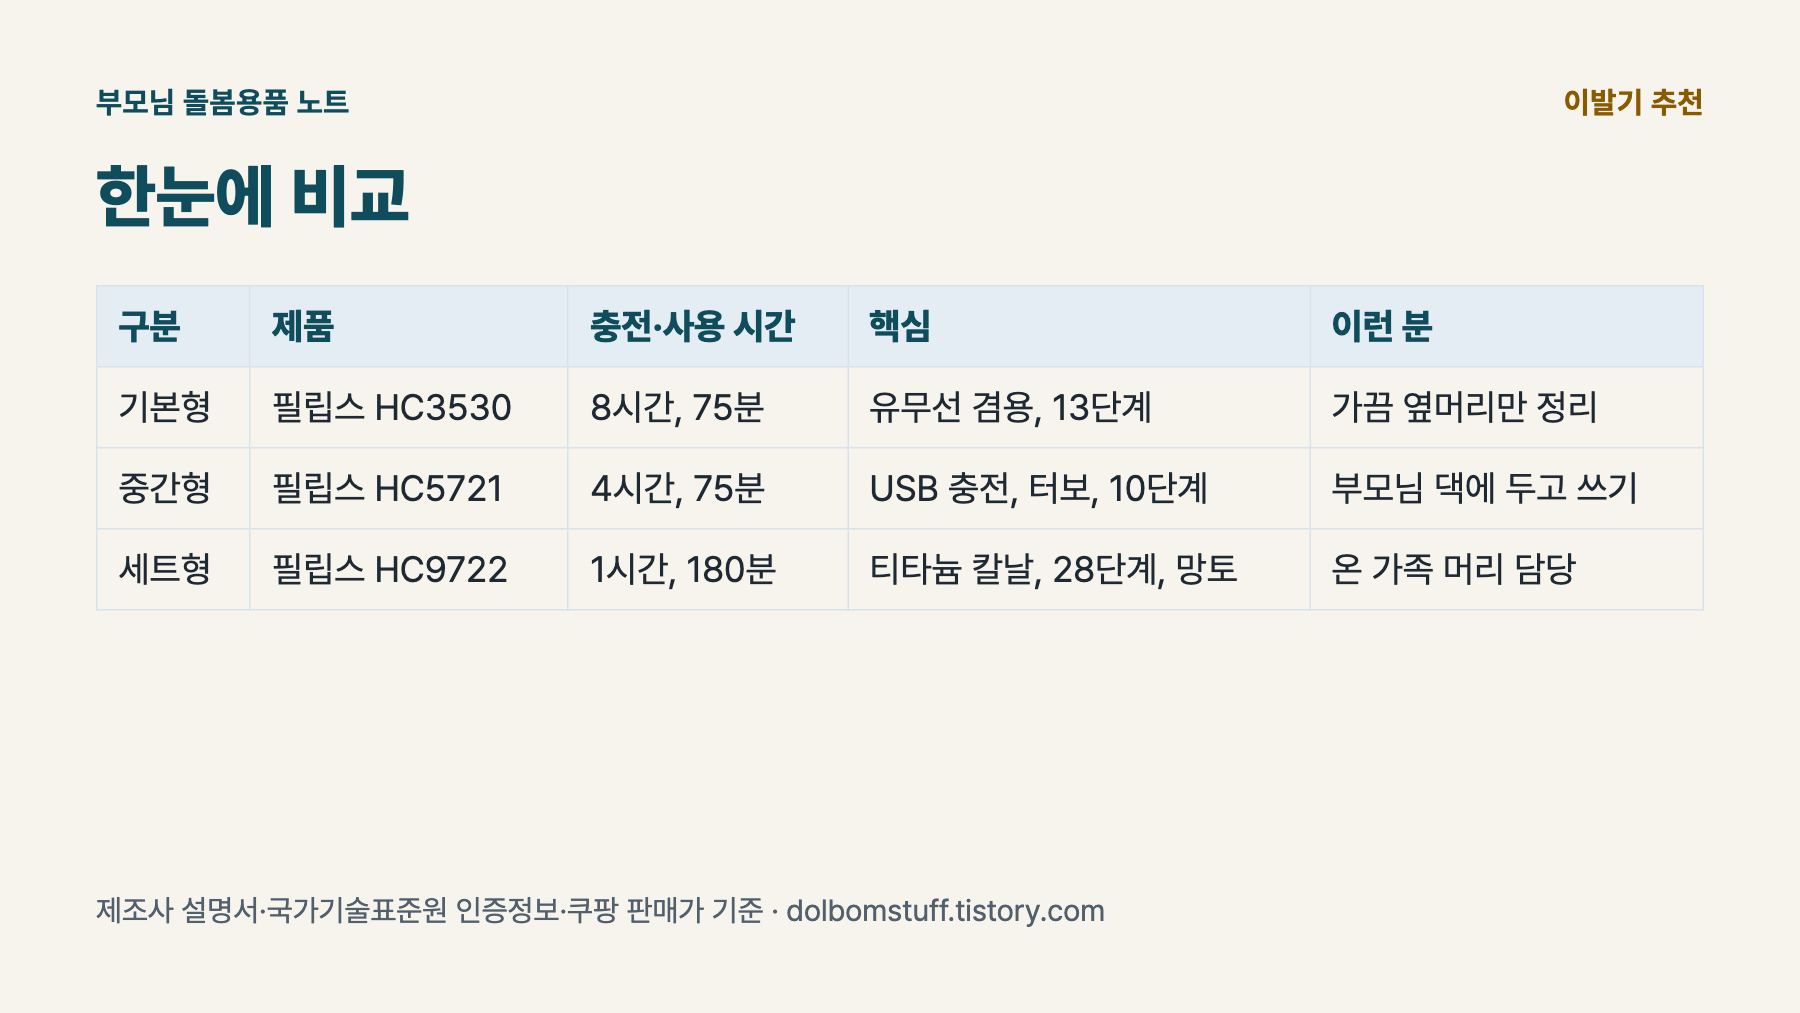 부모님 돌봄용품 노트
이발기 추천
한눈에 비교
구분 제품 충전·사용 시간 핵심 이런 분
기본형 필립스 HC3530 8시간, 75분 유무선 겸용, 13단계 가끔 옆머리만 정리
중간형 필립스 HC5721 4시간, 75분 USB 충전, 터보, 10단계 부모님 댁에 두고 쓰기
세트형 필립스 HC9722 1시간, 180분 티타늄 칼날, 28단계, 망토 온 가족 머리 담당
제조사 설명서·국가기술표준원 인증정보·쿠팡 판매가 기준 · dolbomstuff.tistory.com